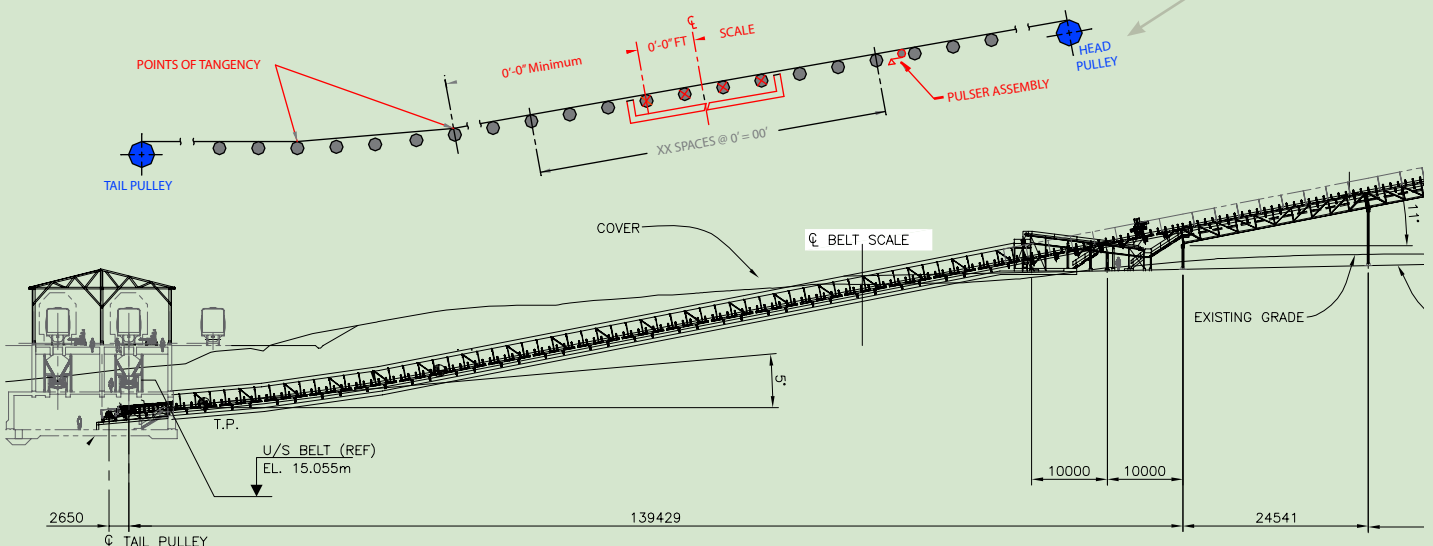 ℄
0'-0" FT
SCALE
POINTS OF TANGENCY
0'-0" Minimum
HEAD
PULLEY
PULSER ASSEMBLY
XX SPACES @ 0' = 00'
TAIL PULLEY
COVER
℄ BELT SCALE
11°
EXISTING GRADE
5°
T.P.
U/S BELT (REF)
EL. 15.055m
10000
10000
2650
139429
24541
℄ TAIL PULLEY